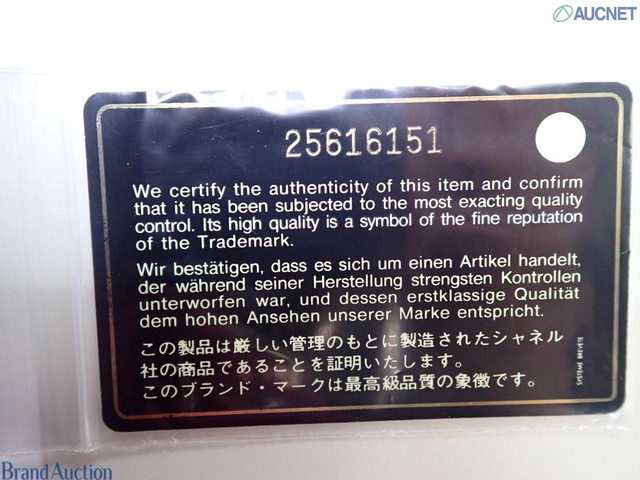 AUCNET
25616151
We certify the authenticity of this item and confirm
that it has been subjected to the most exacting quality
control. Its high quality is a symbol of the fine reputation
of the Trademark.
Wir bestätigen, dass es sich um einen Artikel handelt,
der während seiner Herstellung strengsten Kontrollen
unterworfen war, und dessen erstklassige Qualität
dem hohen Ansehen unserer Marke entspricht.
この製品は厳しい管理のもとに製造されたシャネル
社の商品であることを証明いたします。
このブランド・マークは最高級品質の象徴です。
SYSTEME BREVETE
Brand Auction